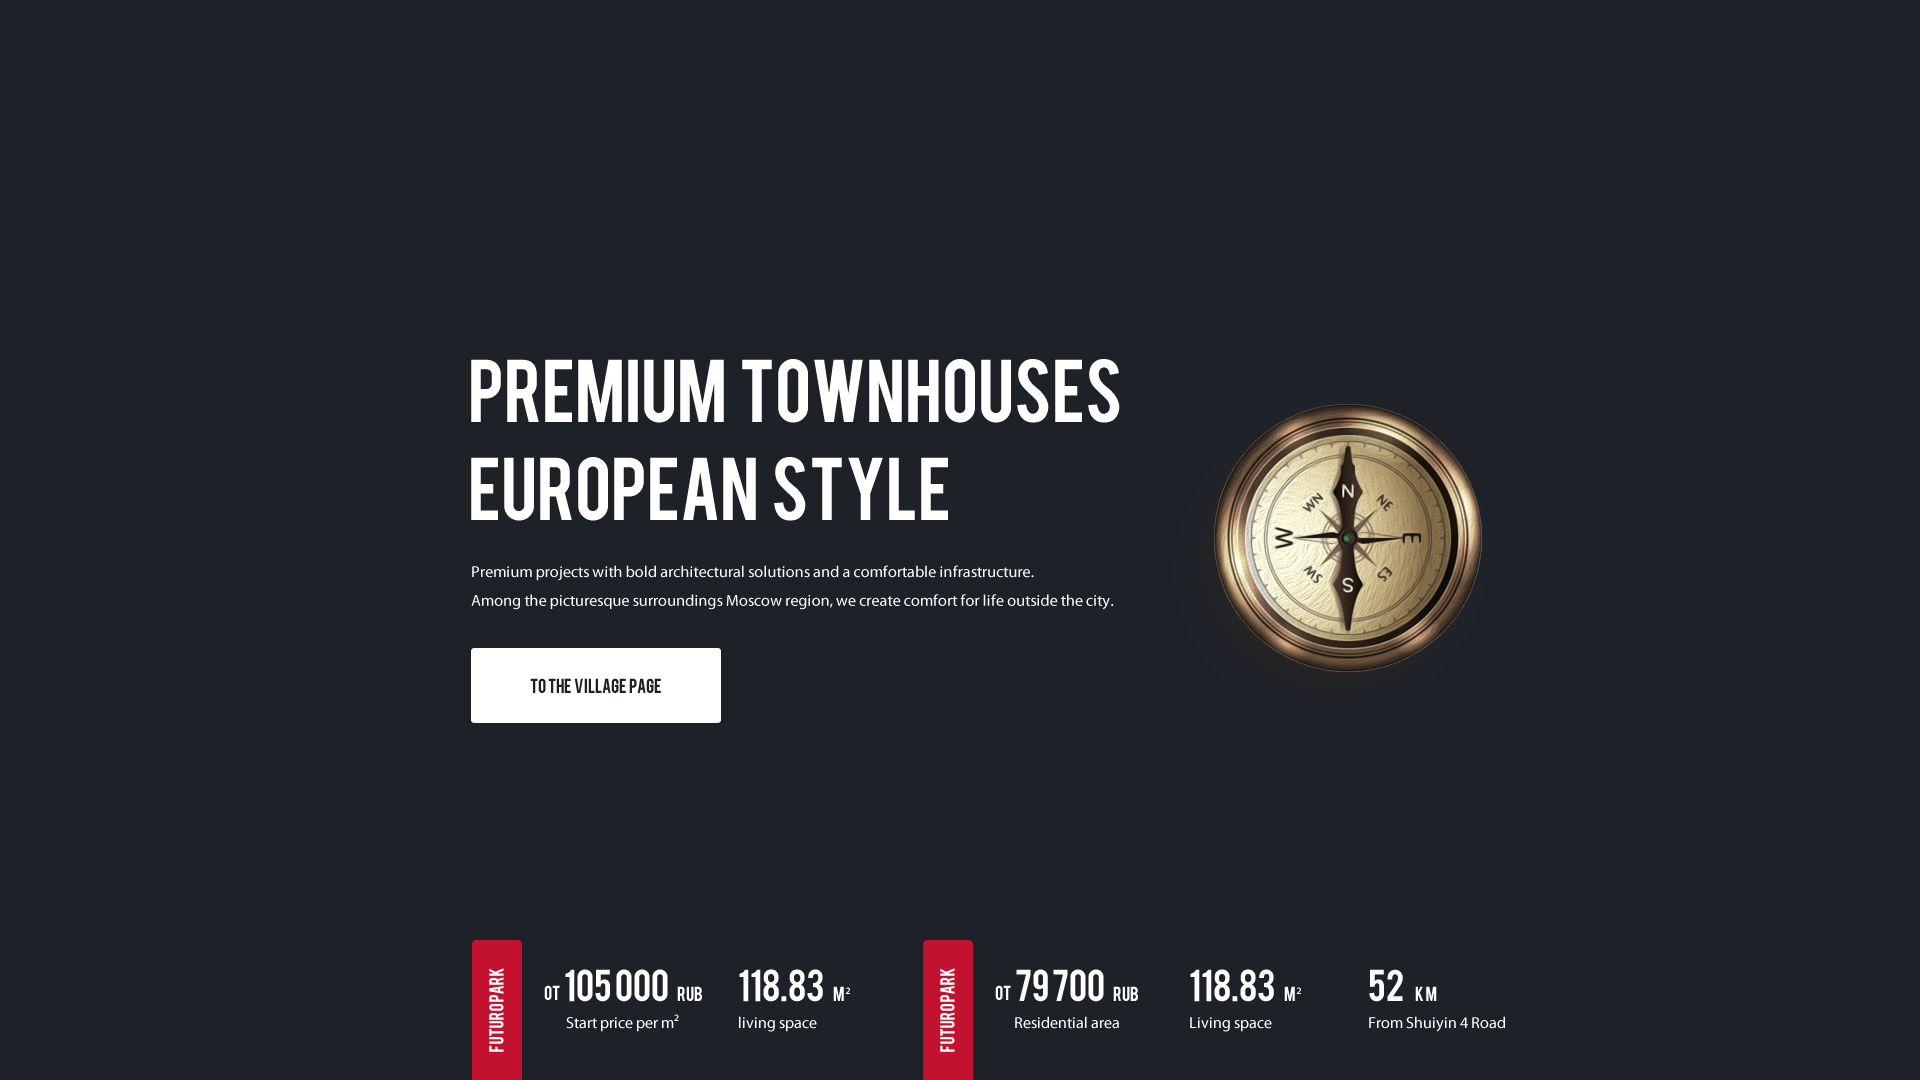 PREMIUM TOWNHOUSES
EUROPEAN STYLE
Premium projects with bold architectural solutions and a comfortable infrastructure.
Among the picturesque surroundings Moscow region, we create comfort for life outside the city.
TO THE VILLAGE PAGE
N
NE
E
ES
S
SW
W
WN
FUTUROPARK
ОТ 105 000 RUB
Start price per m²
118.83 M²
living space
FUTUROPARK
ОТ 79 700 RUB
Residential area
118.83 M²
Living space
52 KM
From Shuiyin 4 Road